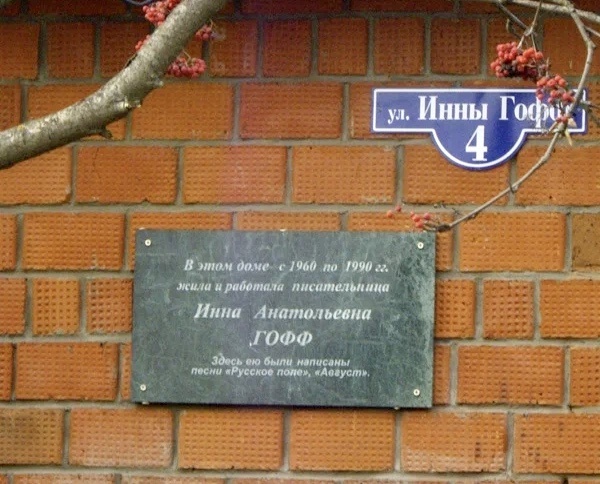 ул. Инны Гофф
4
В этом доме с 1960 по 1990 гг.
жила и работала писательница
Инна Анатольевна
ГОФФ
Здесь ею были написаны
песни «Русское поле», «Август».